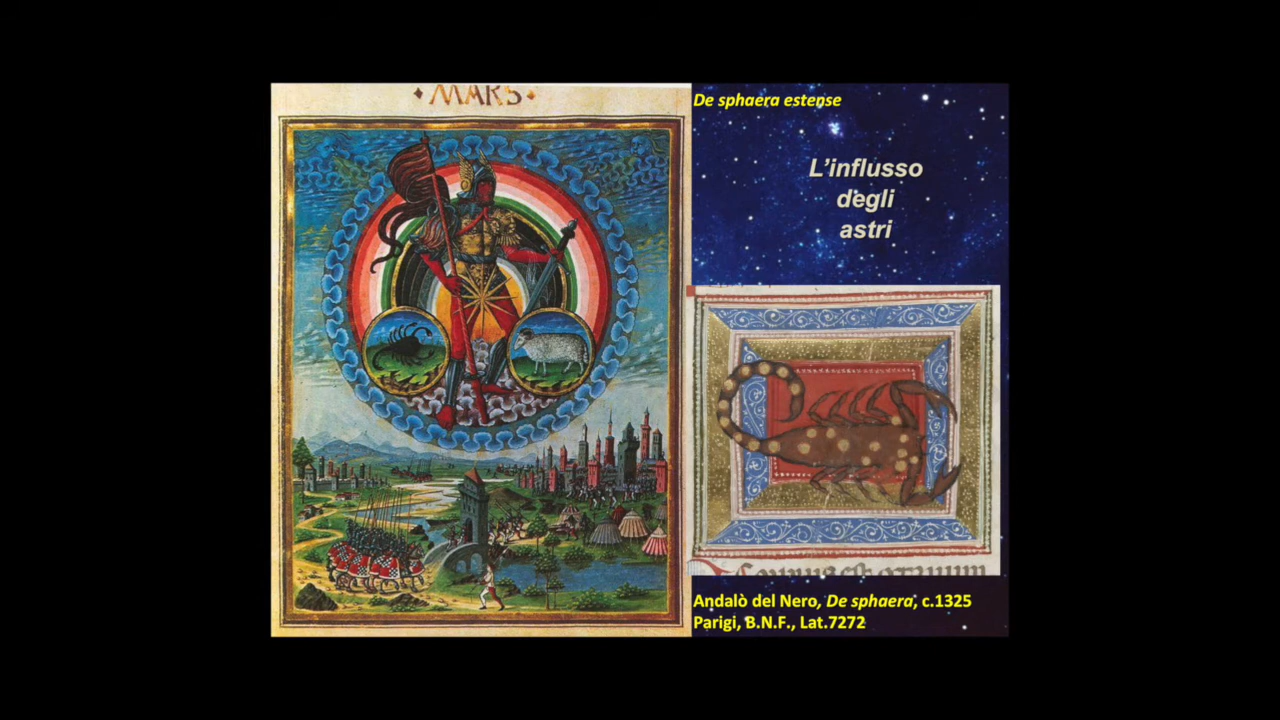 • MARS •
De sphaera estense
L’influsso
degli
astri
Andalò del Nero, De sphaera, c.1325
Parigi, B.N.F., Lat.7272